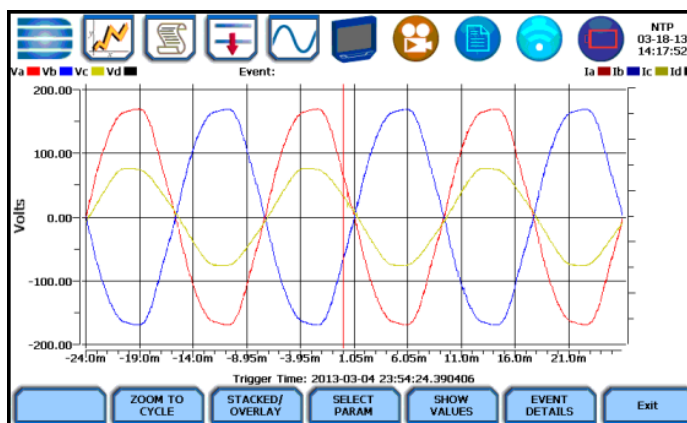 NTP
03-18-13
14:17:52
Va Vb Vc Vd Event: Ia Ib Ic Id
200.00
100.00
Volts
0.00
-100.00
-200.00
-24.0m -19.0m -14.0m -8.95m -3.95m 1.05m 6.05m 11.0m 16.0m 21.0m
Trigger Time: 2013-03-04 23:54:24.390406
ZOOM TO CYCLE
STACKED/ OVERLAY
SELECT PARAM
SHOW VALUES
EVENT DETAILS
Exit